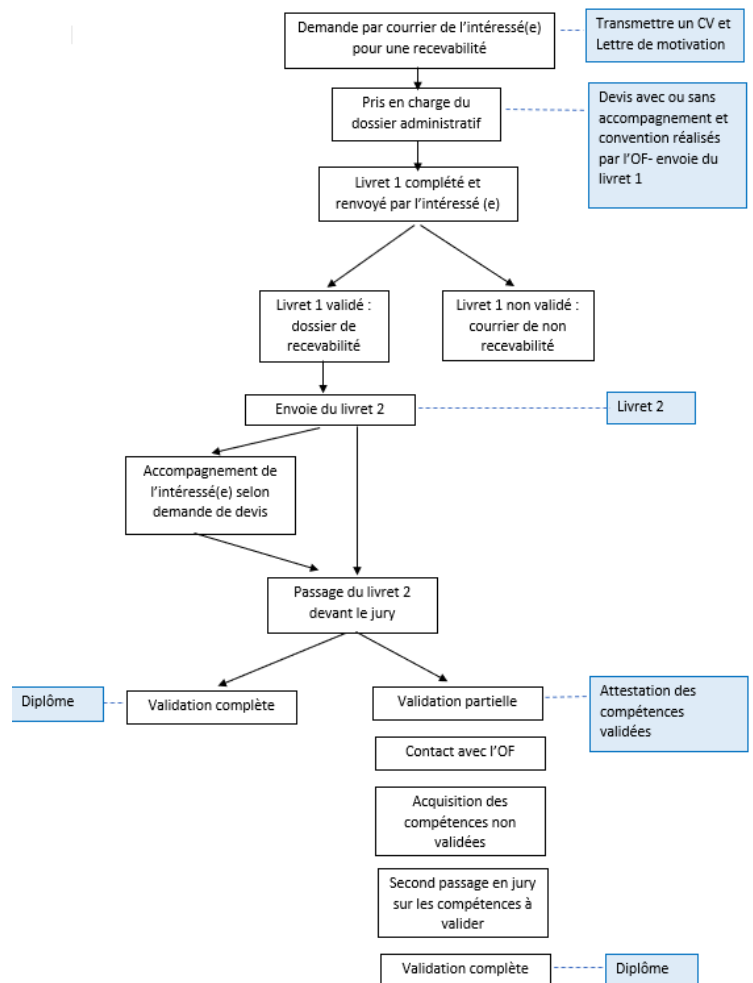 Demande par courrier de l'intéressé(e)
pour une recevabilité
Transmettre un CV et
Lettre de motivation
Pris en charge du
dossier administratif
Devis avec ou sans
accompagnement et
convention réalisés
par l'OF- envoie du
livret 1
Livret 1 complété et
renvoyé par l'intéressé (e)
Livret 1 validé :
dossier de
recevabilité
Livret 1 non validé :
courrier de non
recevabilité
Envoie du livret 2
Livret 2
Accompagnement de
l'intéressé(e) selon
demande de devis
Passage du livret 2
devant le jury
Diplôme
Validation complète
Validation partielle
Attestation des
compétences
validées
Contact avec l'OF
Acquisition des
compétences non
validées
Second passage en jury
sur les compétences à
valider
Validation complète
Diplôme